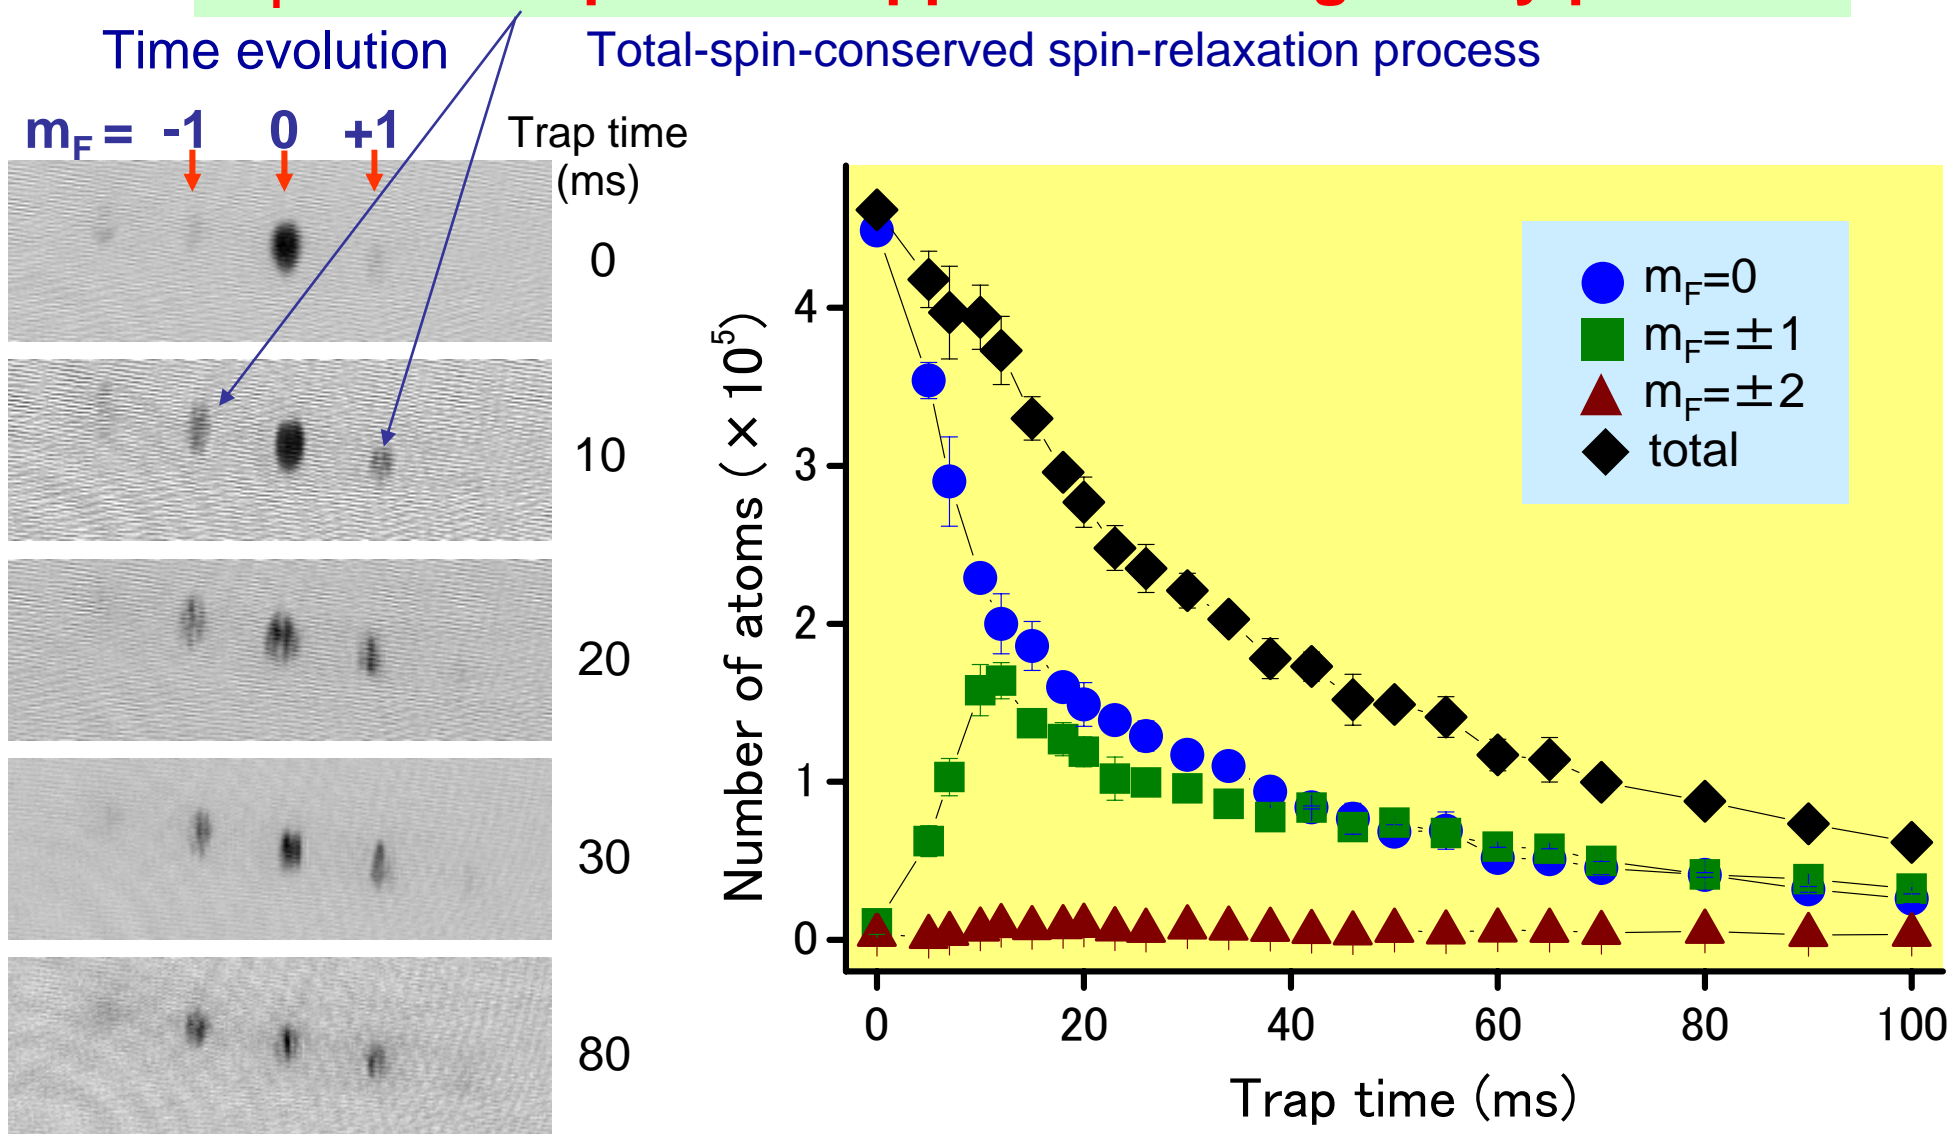 Time evolution
Total-spin-conserved spin-relaxation process
mF = -1 0 +1
Trap time
(ms)
0
10
20
30
80
Number of atoms (×10⁵)
4
3
2
1
0
mF=0
mF=±1
mF=±2
total
0 20 40 60 80 100
Trap time (ms)